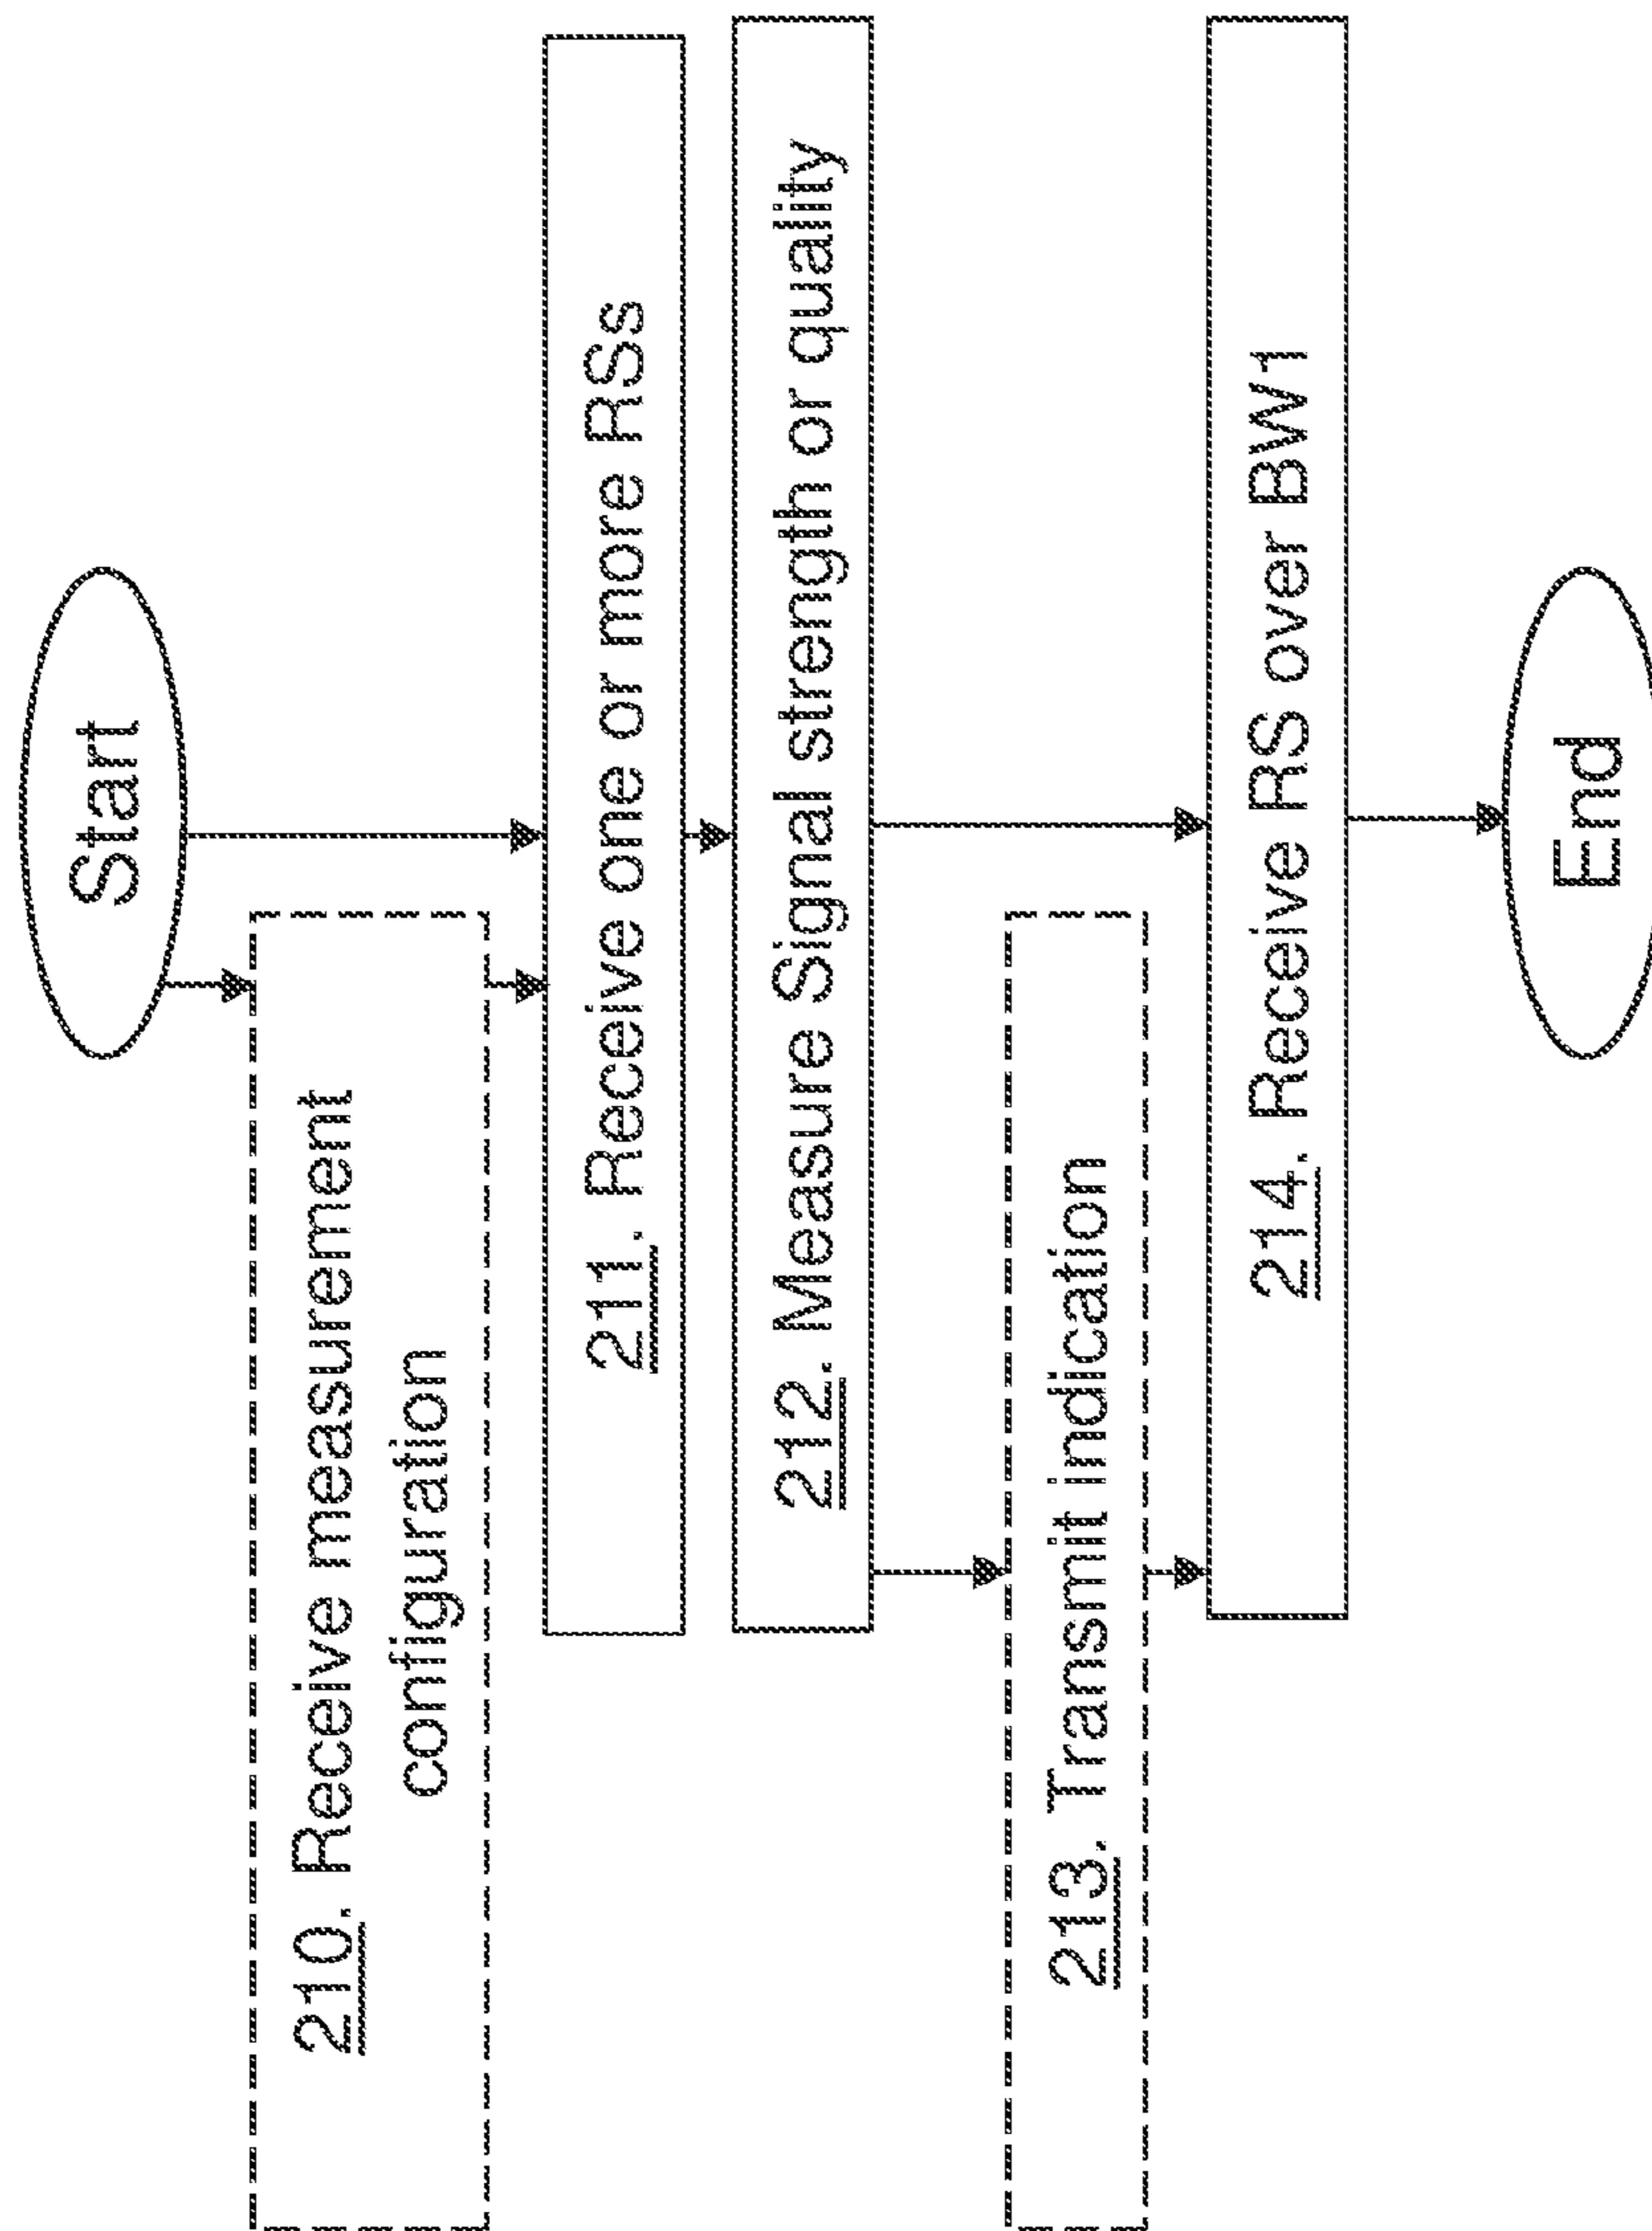 Start
210. Receive measurement
configuration
211. Receive one or more RSs
212. Measure Signal strength or quality
213. Transmit indication
214. Receive RS over BW1
End